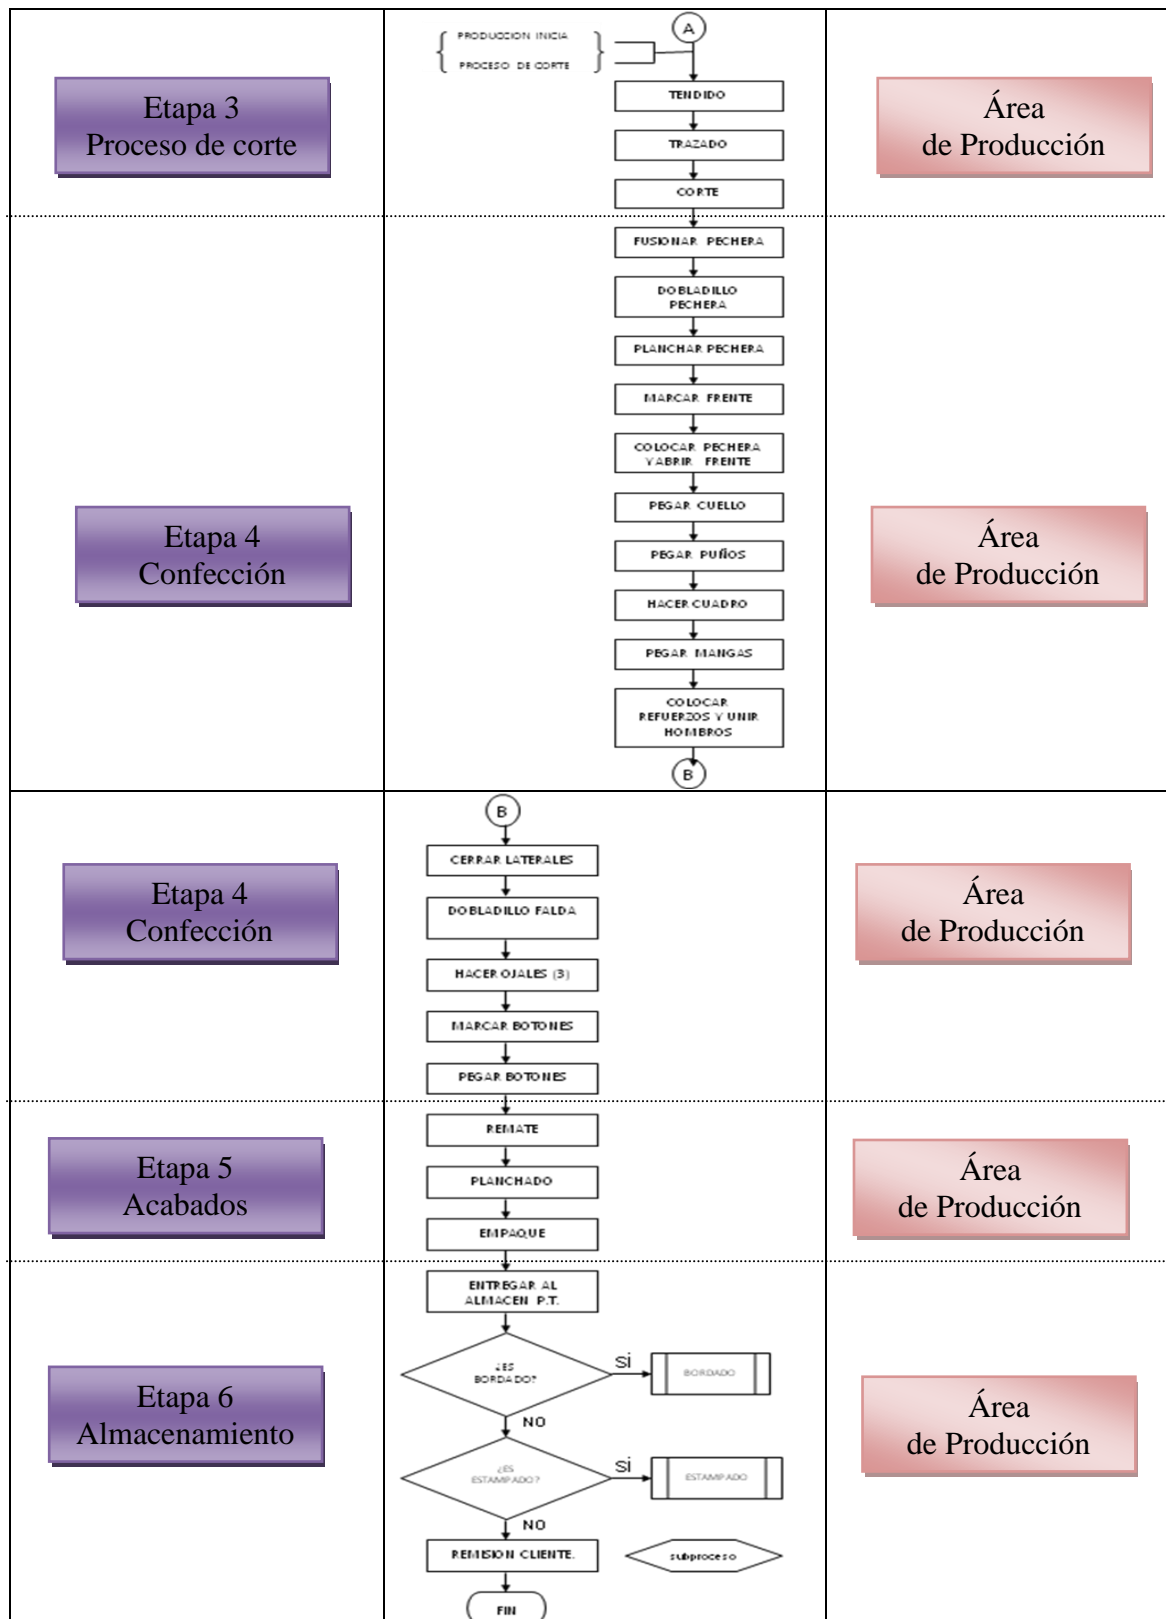 A
PRODUCCION INICIA
PROCESO DE CORTE
Etapa 3
Proceso de corte
TENDIDO
TRAZADO
CORTE
Área
de Producción
FUSIONAR PECHERA
DOBLADILLO
PECHERA
PLANCHAR PECHERA
MARCAR FRENTE
COLOCAR PECHERA
Y ABRIR FRENTE
PEGAR CUELLO
PEGAR PUÑOS
HACER CUADRO
PEGAR MANGAS
COLOCAR
REFUERZOS Y UNIR
HOMBROS
B
Etapa 4
Confección
Área
de Producción
B
CERRAR LATERALES
DOBLADILLO FALDA
HACER OJALES (3)
MARCAR BOTONES
PEGAR BOTONES
Etapa 4
Confección
Área
de Producción
REMATE
PLANCHADO
EMPAQUE
Etapa 5
Acabados
Área
de Producción
ENTREGAR AL
ALMACEN P.T.
¿ES
BORDADO?
Si
BORDADO
NO
¿ES
ESTAMPADO?
Si
ESTAMPADO
NO
REMISION CLIENTE.
subproceso
FIN
Etapa 6
Almacenamiento
Área
de Producción